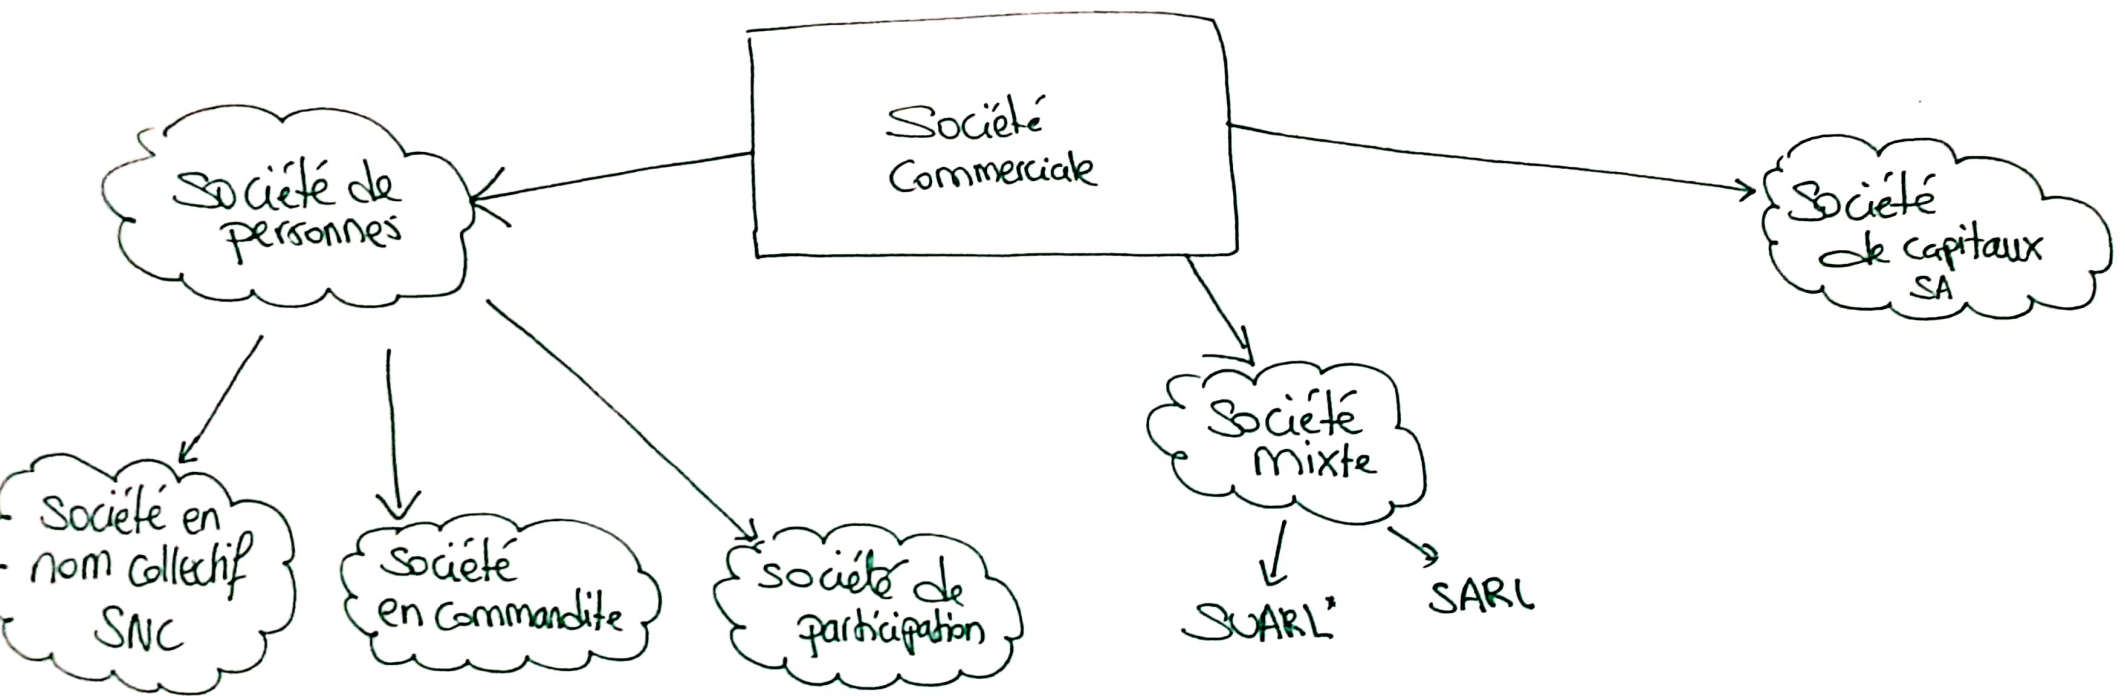 Société
Commerciale
Société de
personnes
Société
de capitaux
SA
Société
mixte
Société en
nom collectif
SNC
Société
en commandite
société de
participation
SUARL*
SARL